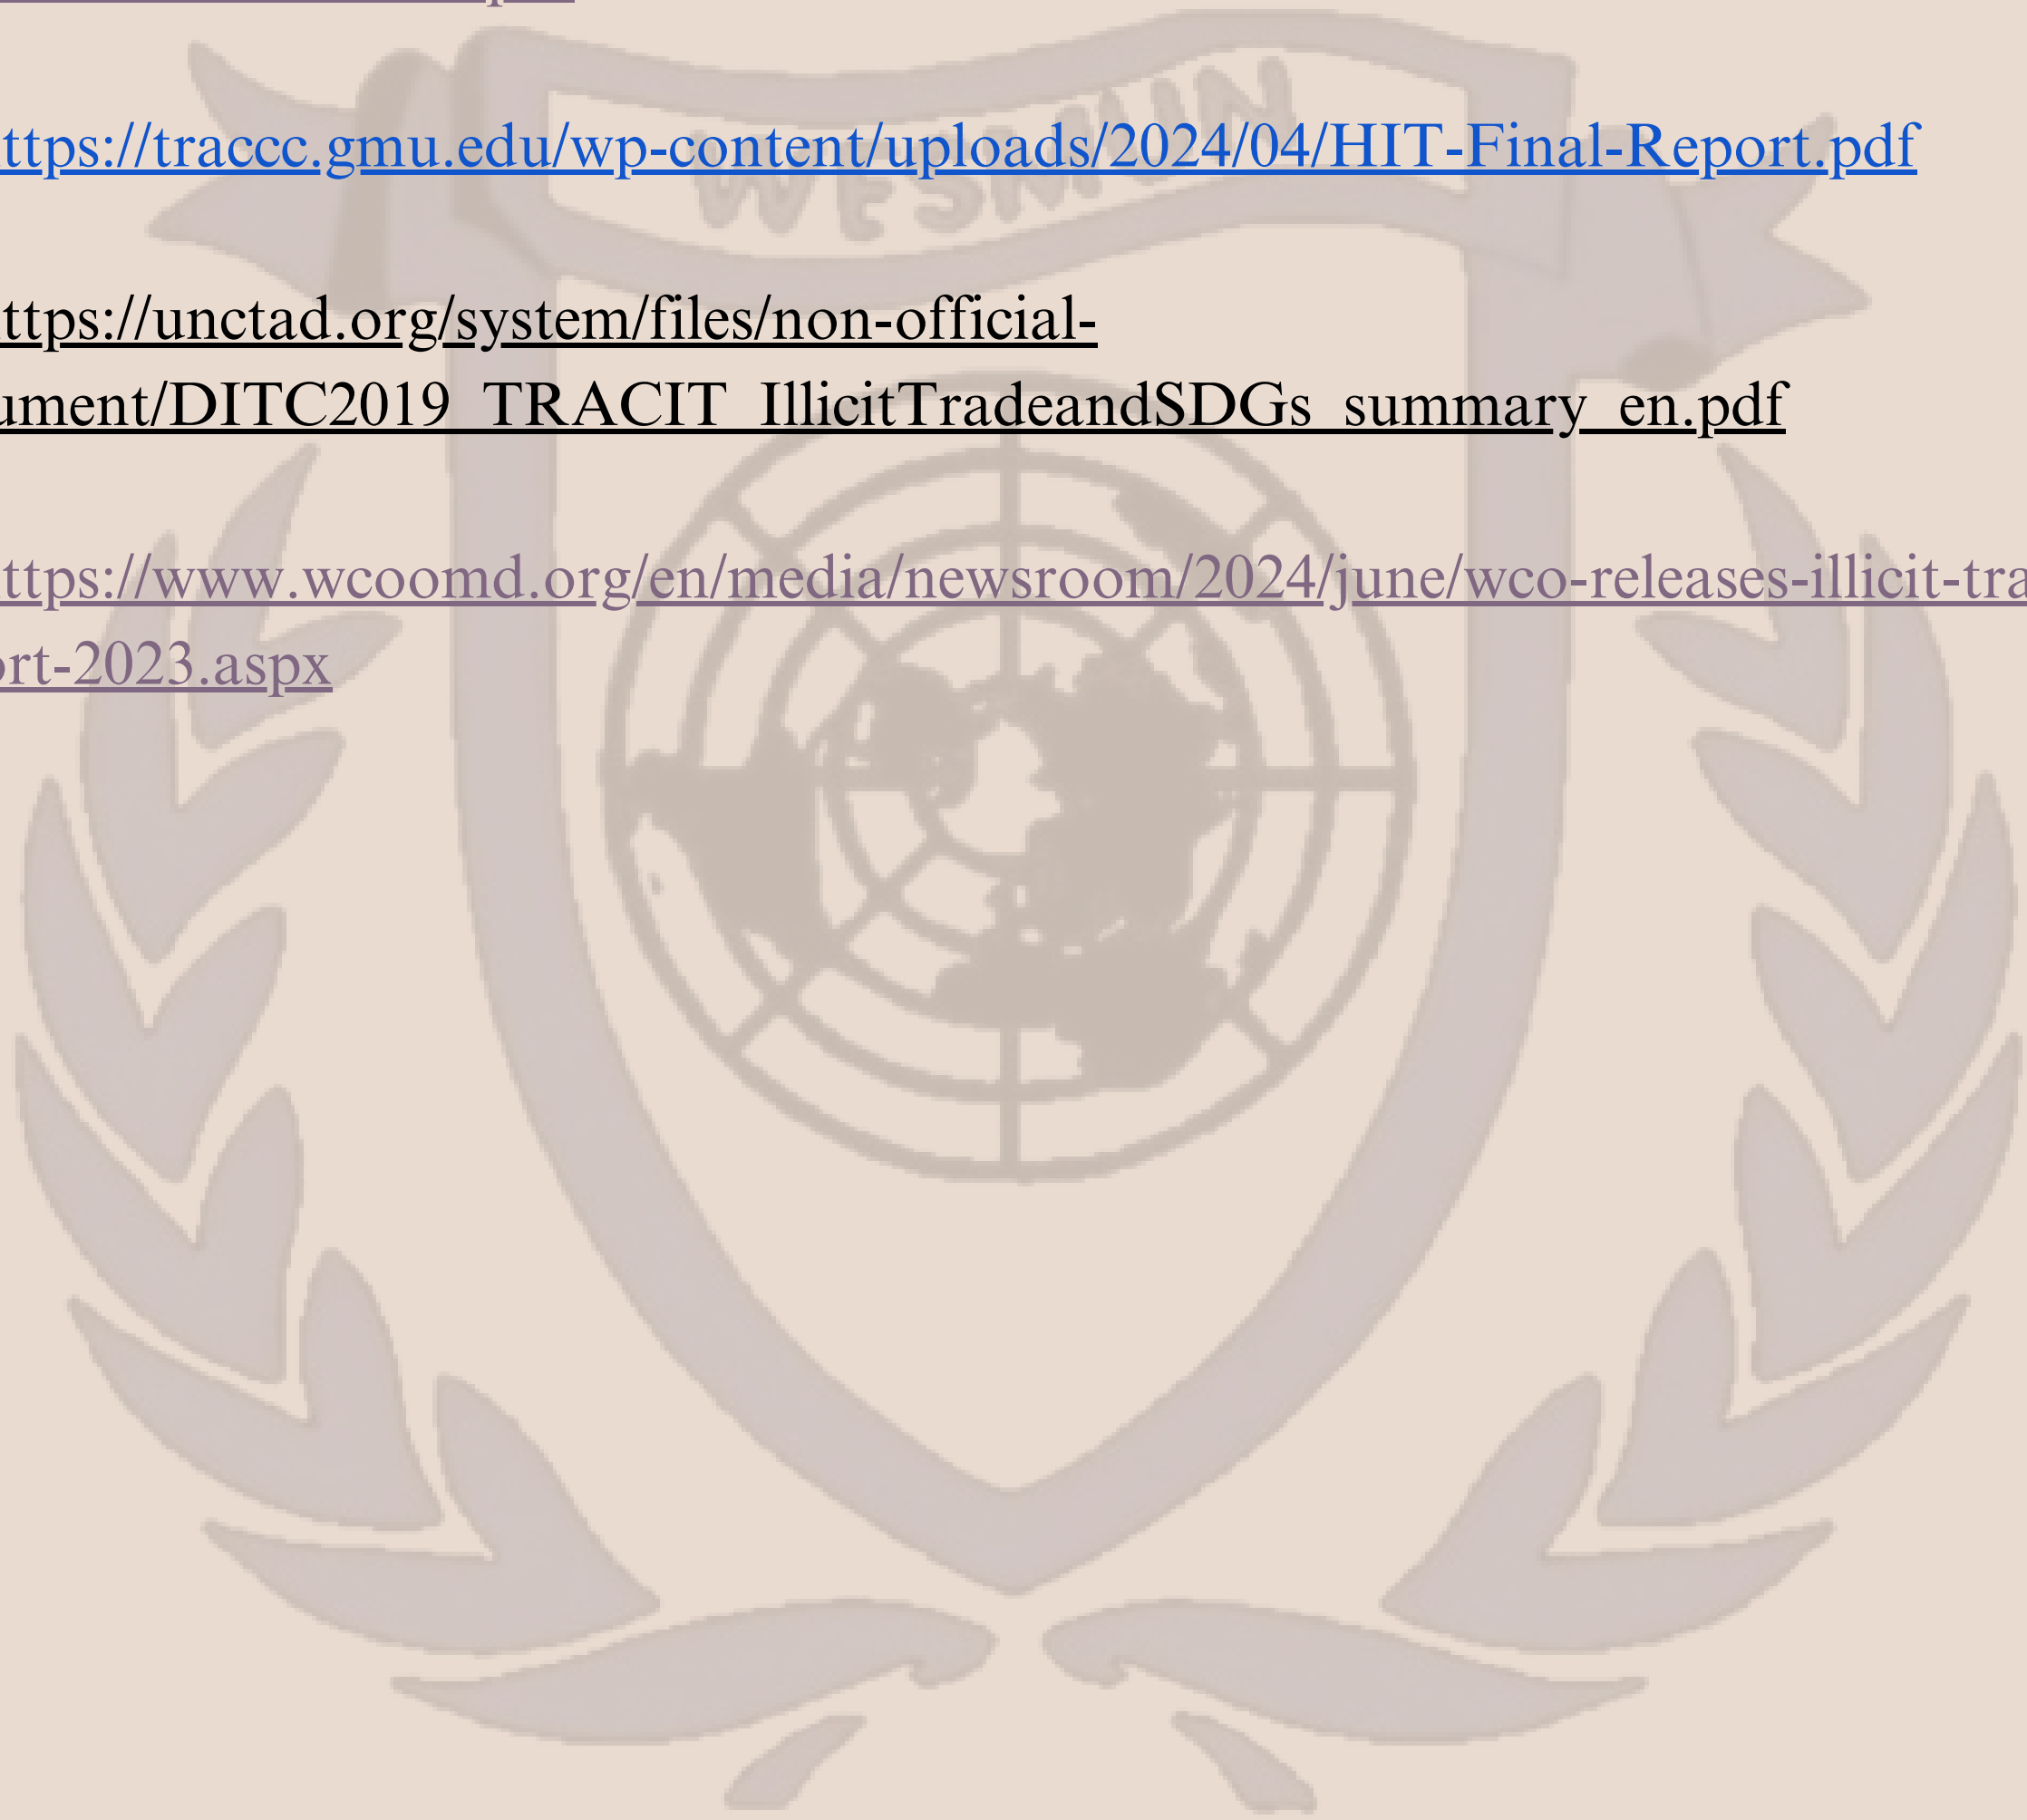 WESMUN
ttps://traccc.gmu.edu/wp-content/uploads/2024/04/HIT-Final-Report.pdf
ttps://unctad.org/system/files/non-official-
ument/DITC2019_TRACIT_IllicitTradeandSDGs_summary_en.pdf
ttps://www.wcoomd.org/en/media/newsroom/2024/june/wco-releases-illicit-tra
ort-2023.aspx